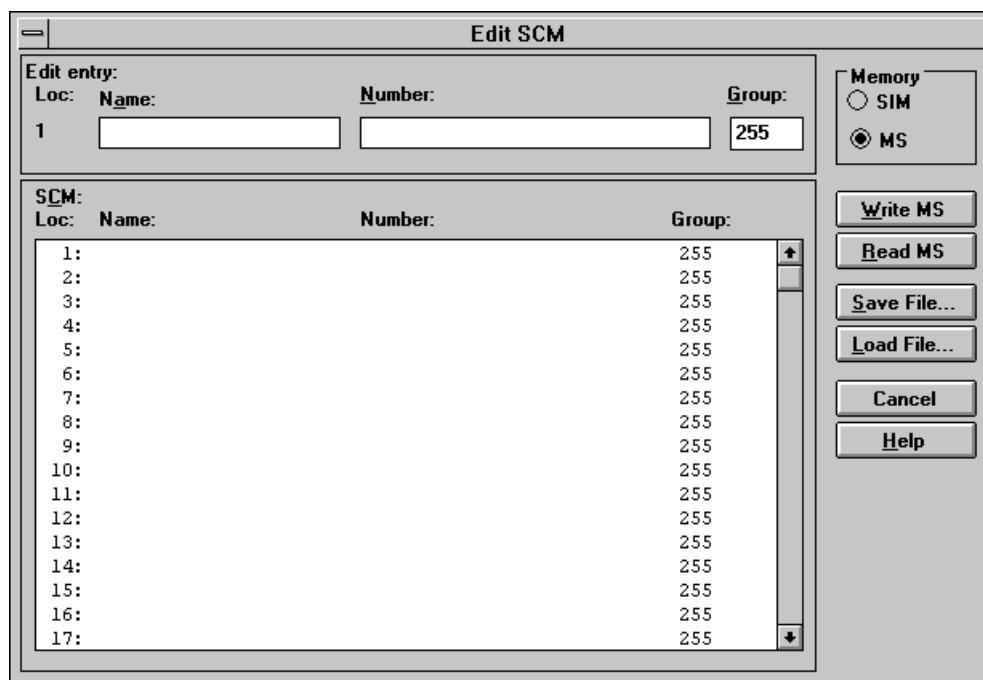 Edit SCM
Edit entry:
Loc: Name: Number: Group:
1 255
Memory
SIM
MS
SCM:
Loc: Name: Number: Group:
1: 255
2: 255
3: 255
4: 255
5: 255
6: 255
7: 255
8: 255
9: 255
10: 255
11: 255
12: 255
13: 255
14: 255
15: 255
16: 255
17: 255
Write MS
Read MS
Save File...
Load File...
Cancel
Help